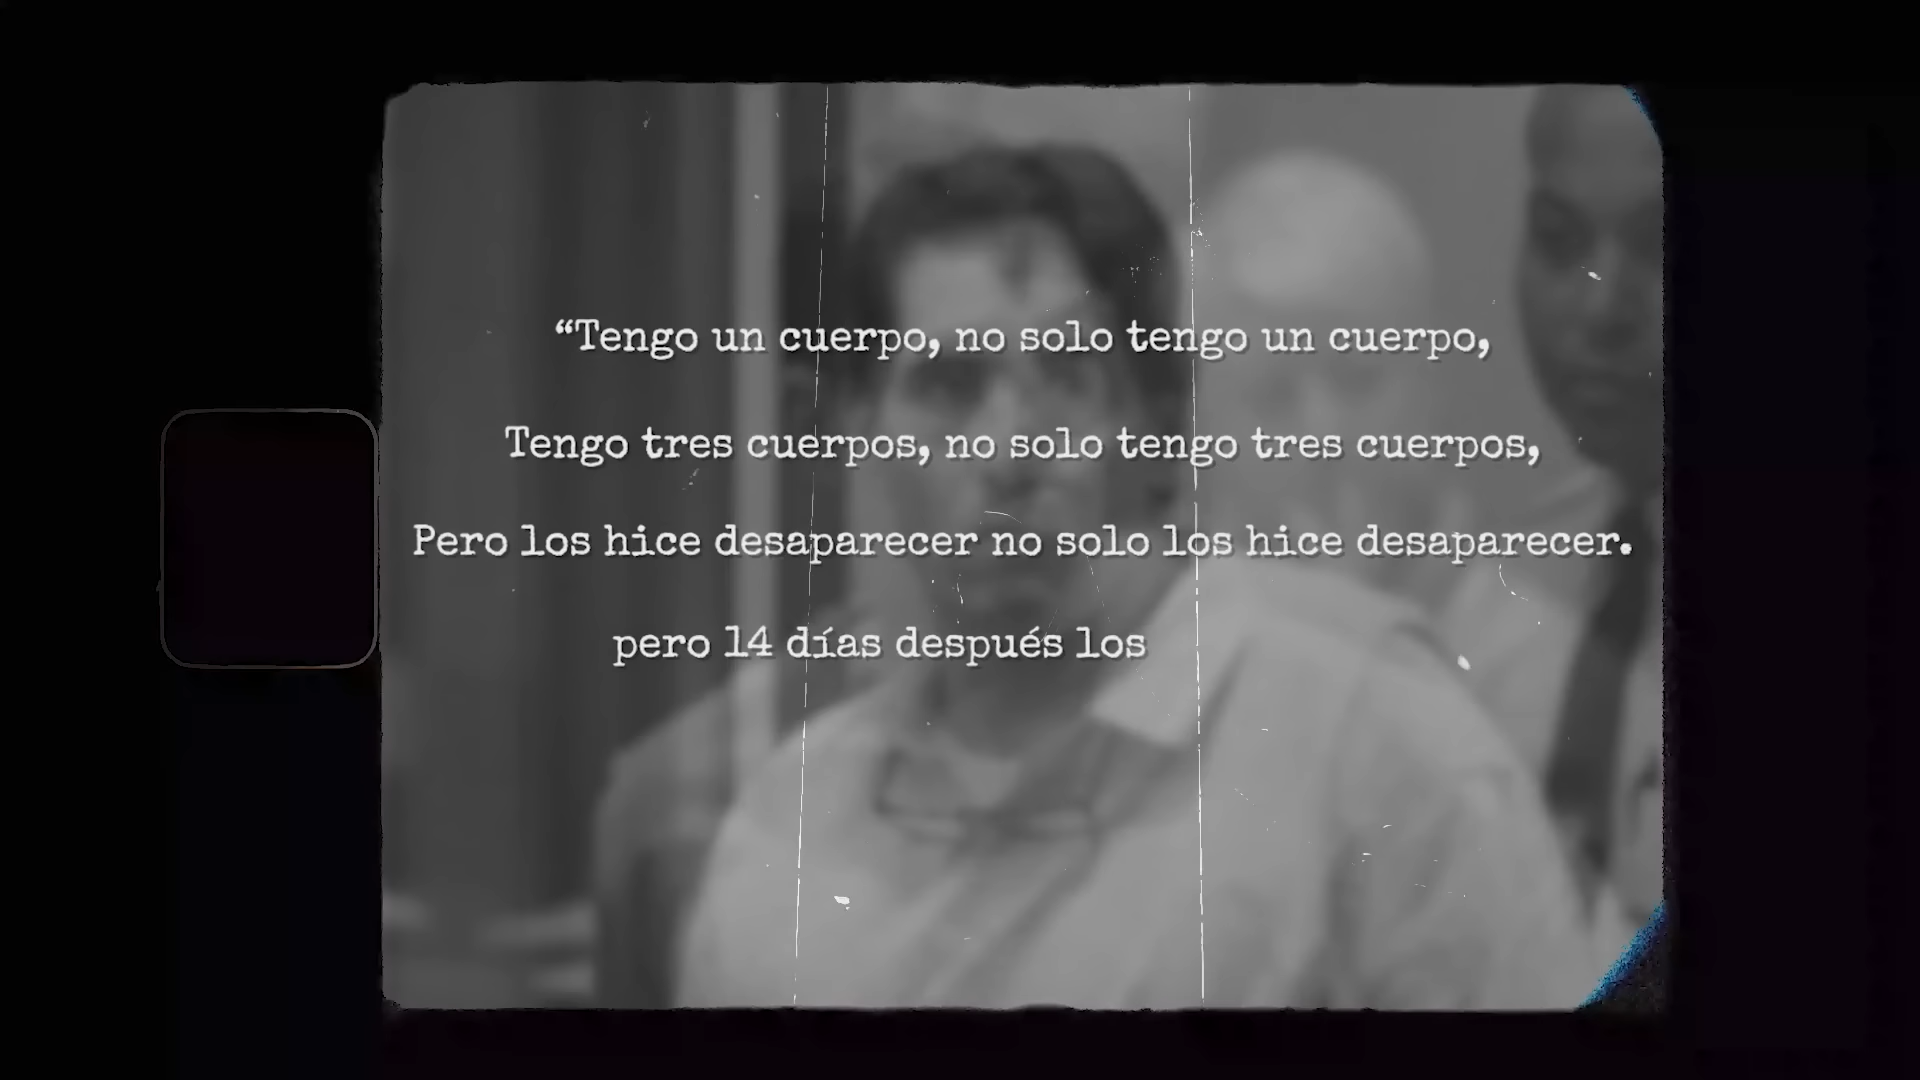 “Tengo un cuerpo, no solo tengo un cuerpo,
Tengo tres cuerpos, no solo tengo tres cuerpos,
Pero los hice desaparecer no solo los hice desaparecer.
pero 14 días después los